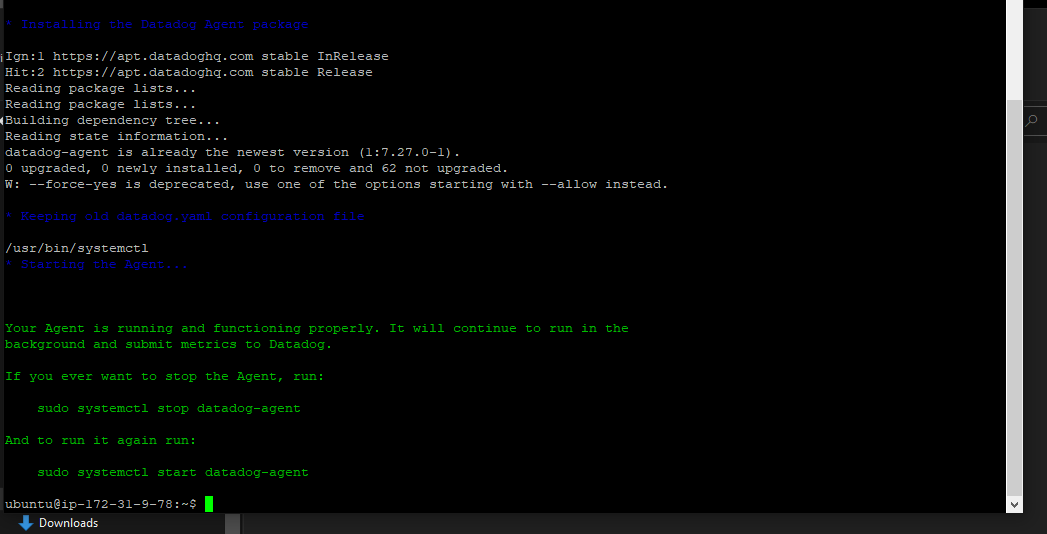 * Installing the Datadog Agent package
Ign:1 https://apt.datadoghq.com stable InRelease
Hit:2 https://apt.datadoghq.com stable Release
Reading package lists...
Reading package lists...
Building dependency tree...
Reading state information...
datadog-agent is already the newest version (1:7.27.0-1).
0 upgraded, 0 newly installed, 0 to remove and 62 not upgraded.
W: --force-yes is deprecated, use one of the options starting with --allow instead.
* Keeping old datadog.yaml configuration file
/usr/bin/systemctl
* Starting the Agent...
Your Agent is running and functioning properly. It will continue to run in the
background and submit metrics to Datadog.
If you ever want to stop the Agent, run:
sudo systemctl stop datadog-agent
And to run it again run:
sudo systemctl start datadog-agent
ubuntu@ip-172-31-9-78:~$
Downloads